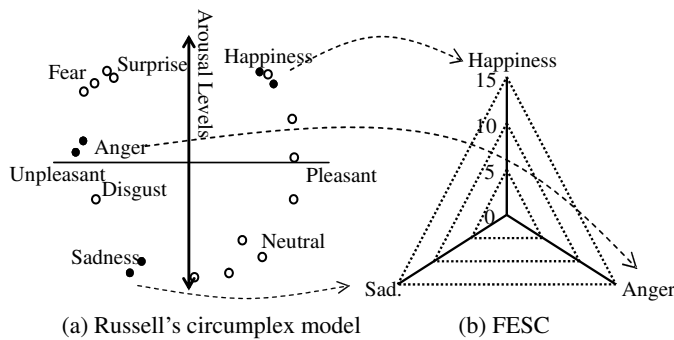 Arousal Levels
Surprise
Happiness
Fear
Anger
Unpleasant
Pleasant
Disgust
Neutral
Sadness
(a) Russell's circumplex model
Happiness
15
10
5
0
Sad.
Anger
(b) FESC